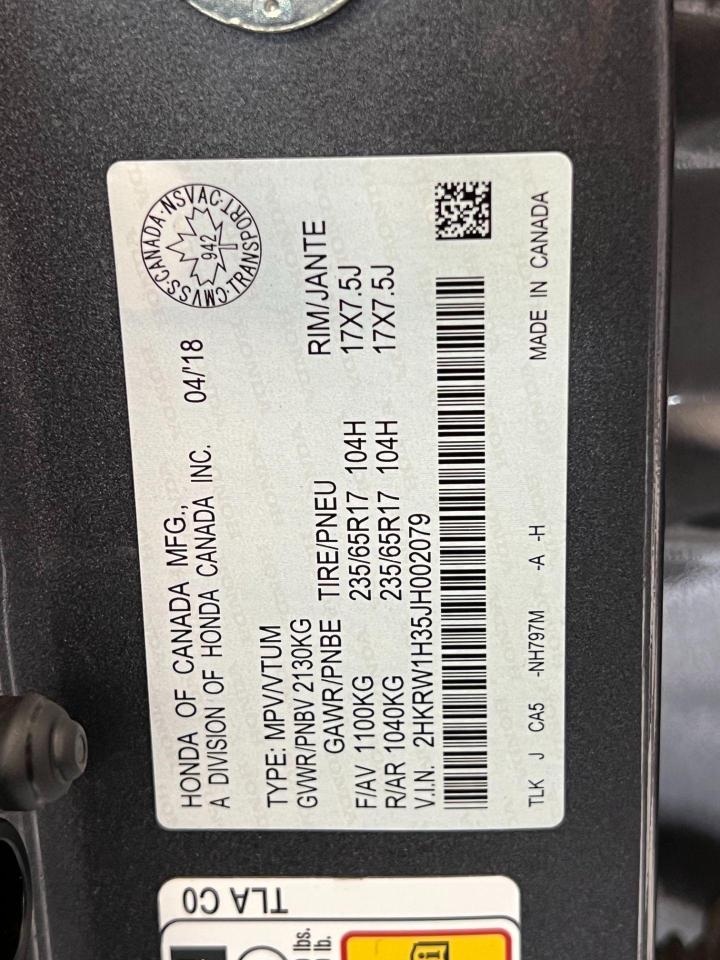 HONDA OF CANADA MFG.,
A DIVISION OF HONDA CANADA INC. 04/'18
CMVSS·CANADA·NSVAC·TRANSPORT
942
TYPE: MPV/VTUM
GVWR/PNBV 2130KG
GAWR/PNBE TIRE/PNEU RIM/JANTE
F/AV 1100KG 235/65R17 104H 17X7.5J
R/AR 1040KG 235/65R17 104H 17X7.5J
V.I.N. 2HKRW1H35JH002079
TLK J CA5 -NH797M -A -H MADE IN CANADA
TLA C0
lbs.
lb.